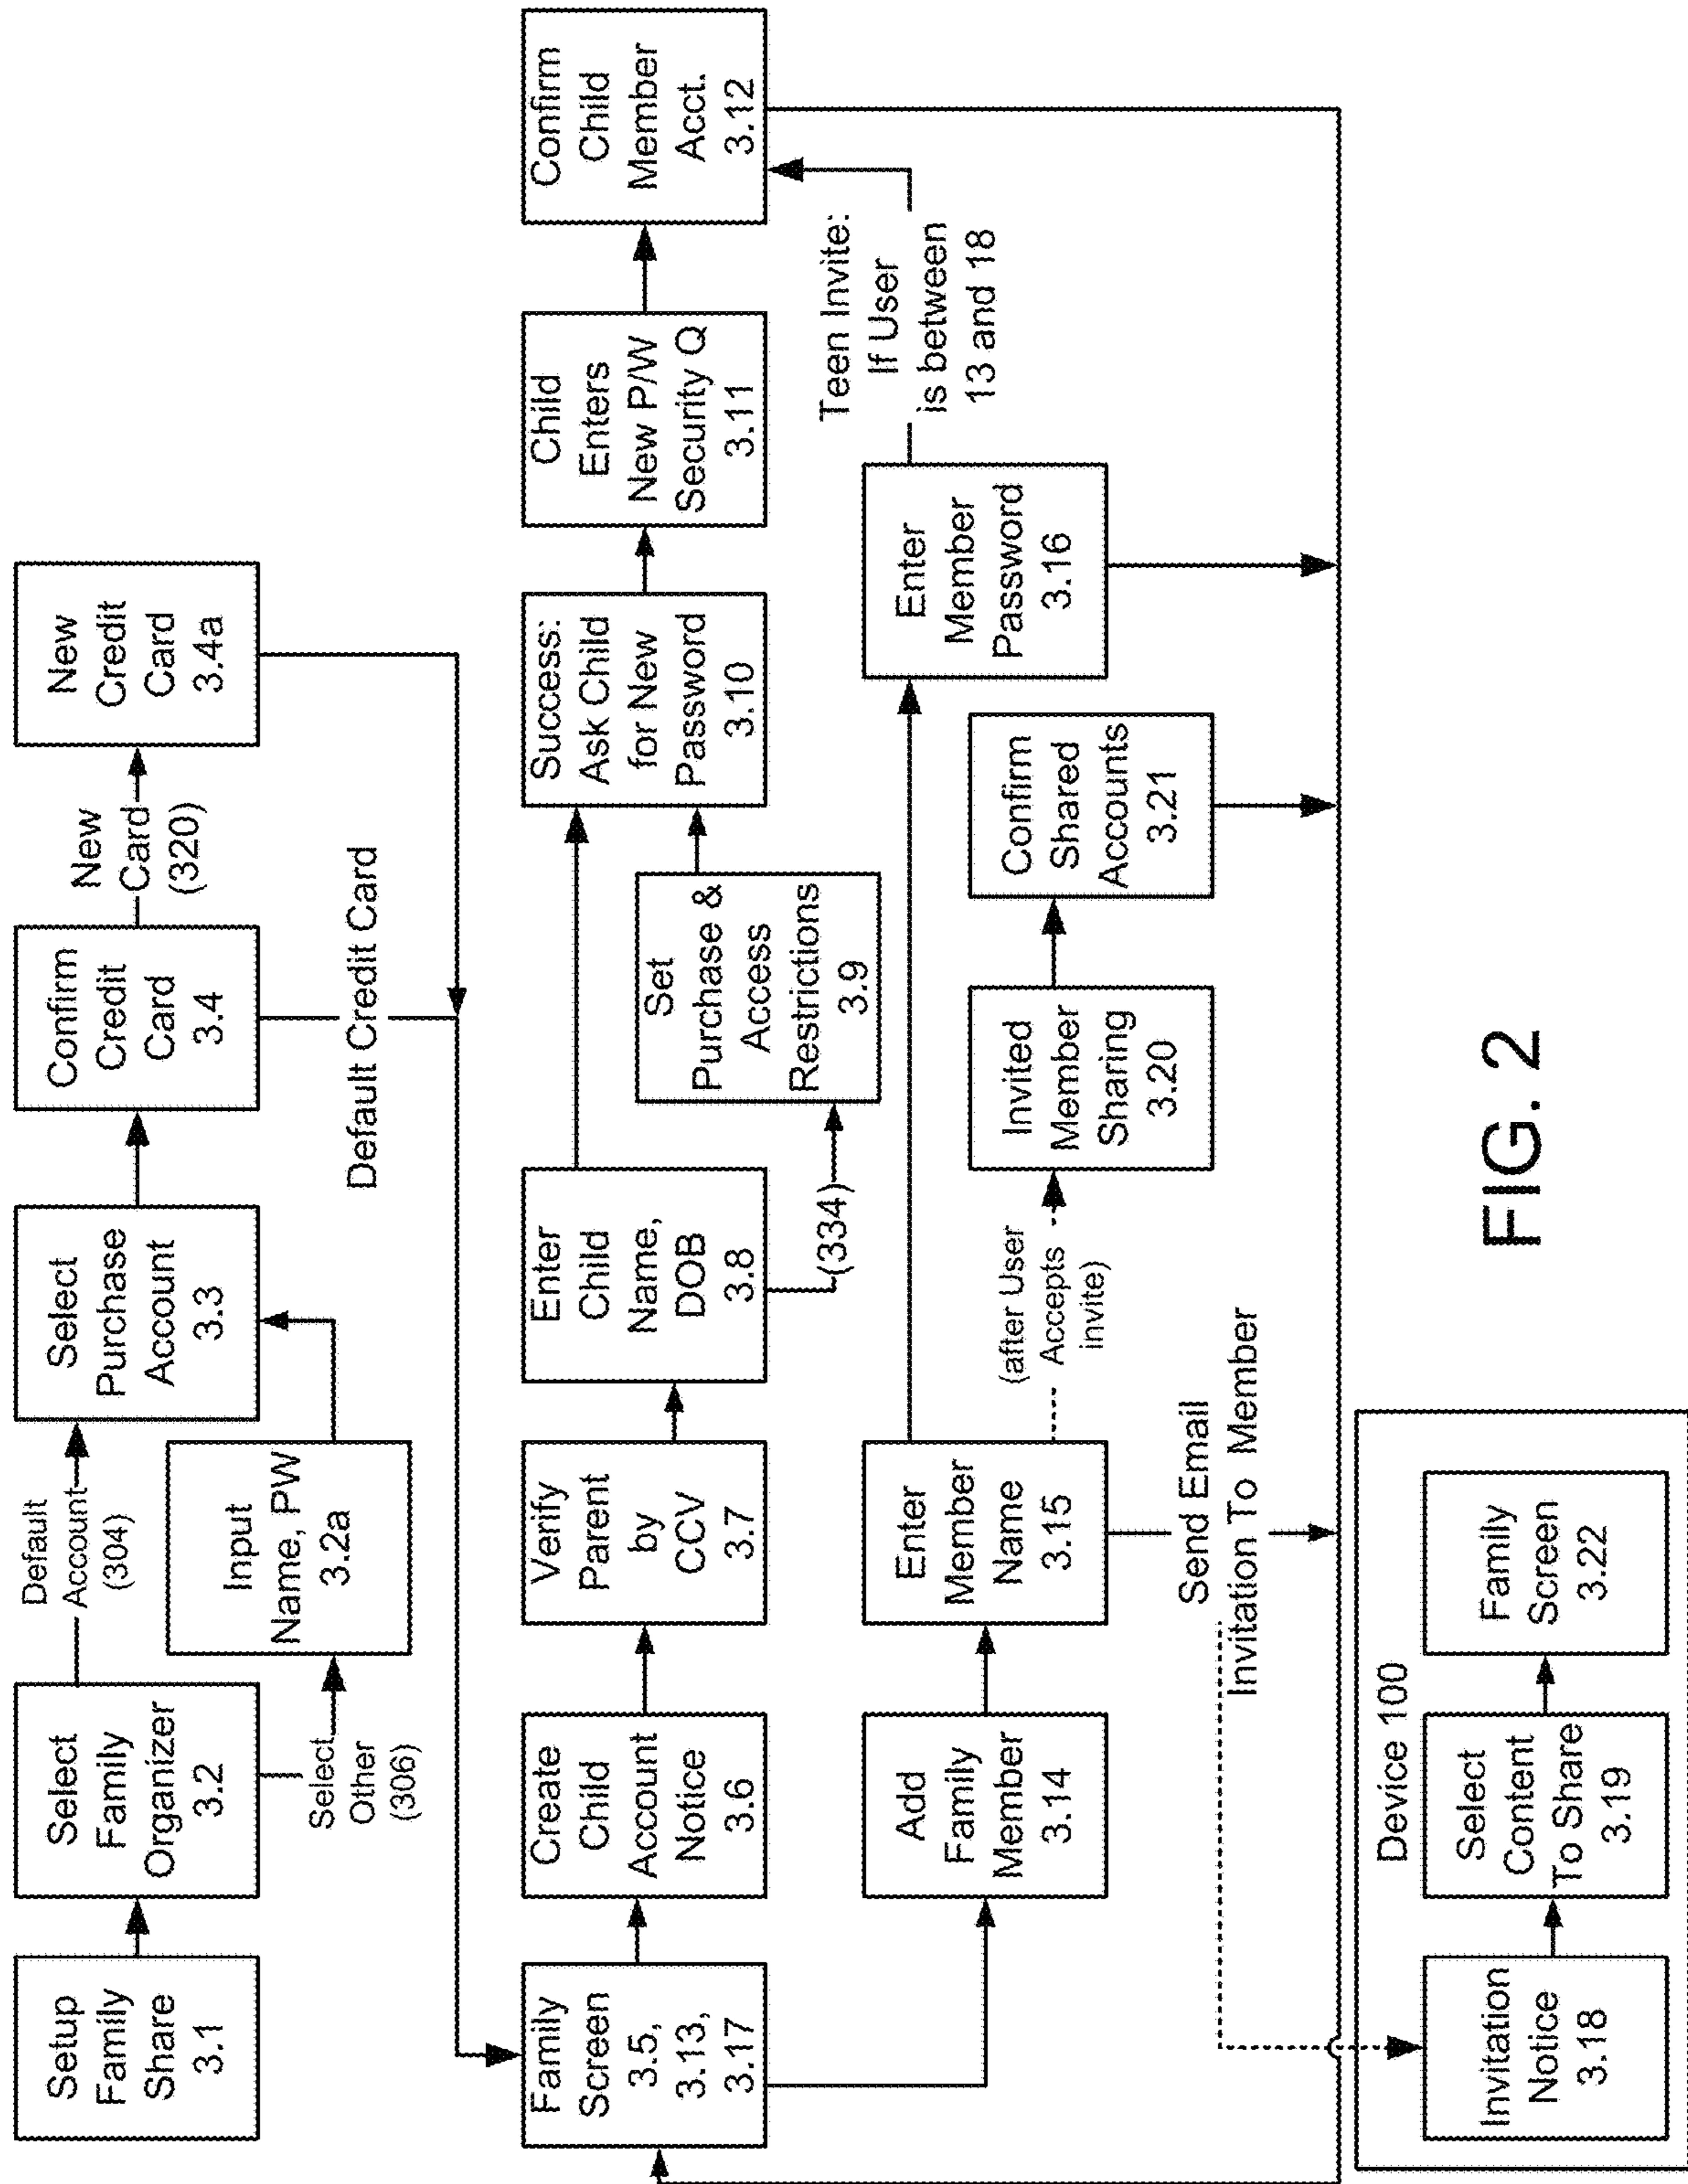 Setup
Family
Share
3.1
Select
Family
Organizer
3.2
Default
Account
(304)
Select
Other
(306)
Input
Name, PW
3.2a
Select
Purchase
Account
3.3
Confirm
Credit
Card
3.4
New
Card
(320)
New
Credit
Card
3.4a
Default Credit Card
Family
Screen
3.5,
3.13,
3.17
Create
Child
Account
Notice
3.6
Verify
Parent
by
CCV
3.7
Enter
Child
Name,
DOB
3.8
(334)
Set
Purchase &
Access
Restrictions
3.9
Success:
Ask Child
for New
Password
3.10
Child
Enters
New P/W
Security Q
3.11
Confirm
Child
Member
Acct.
3.12
Add
Family
Member
3.14
Enter
Member
Name
3.15
(after User
Accepts
invite)
Invited
Member
Sharing
3.20
Confirm
Shared
Accounts
3.21
Enter
Member
Password
3.16
Teen Invite:
If User
is between
13 and 18
Send Email
Invitation To Member
Device 100
Invitation
Notice
3.18
Select
Content
To Share
3.19
Family
Screen
3.22
FIG. 2